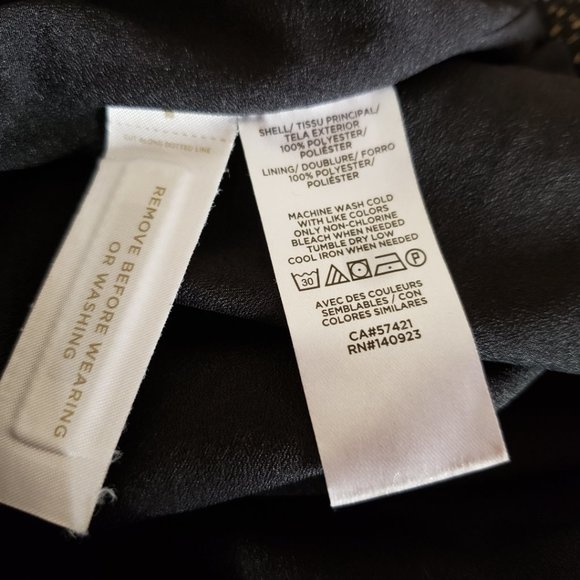 CUT ALONG DOTTED LINE
REMOVE BEFORE WEARING
OR WASHING
SHELL/ TISSU PRINCIPAL/
TELA EXTERIOR
100% POLYESTER/
POLIÉSTER
LINING/ DOUBLURE/ FORRO
100% POLYESTER/
POLIÉSTER
MACHINE WASH COLD
WITH LIKE COLORS
ONLY NON-CHLORINE
BLEACH WHEN NEEDED
TUMBLE DRY LOW
COOL IRON WHEN NEEDED
30 P
AVEC DES COULEURS
SEMBLABLES / CON
COLORES SIMILARES
CA#57421
RN#140923